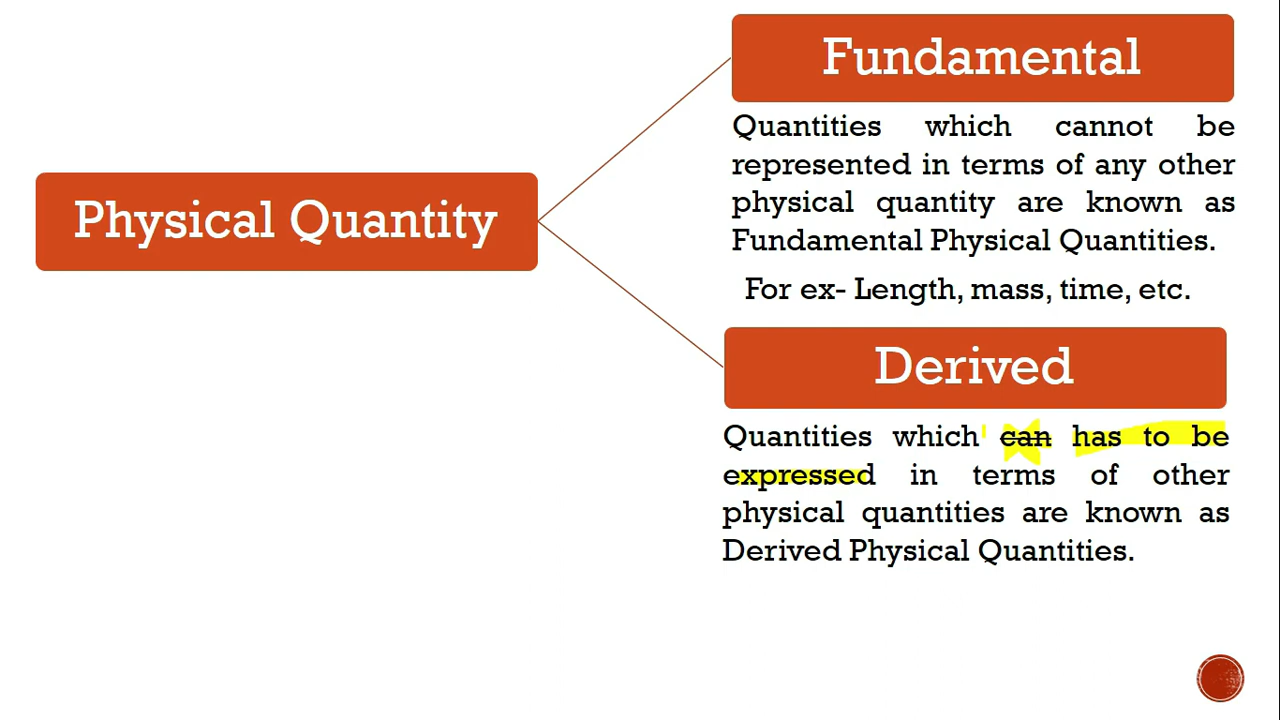 Physical Quantity
Fundamental
Quantities which cannot be
represented in terms of any other
physical quantity are known as
Fundamental Physical Quantities.
For ex- Length, mass, time, etc.
Derived
Quantities which can has to be
expressed in terms of other
physical quantities are known as
Derived Physical Quantities.